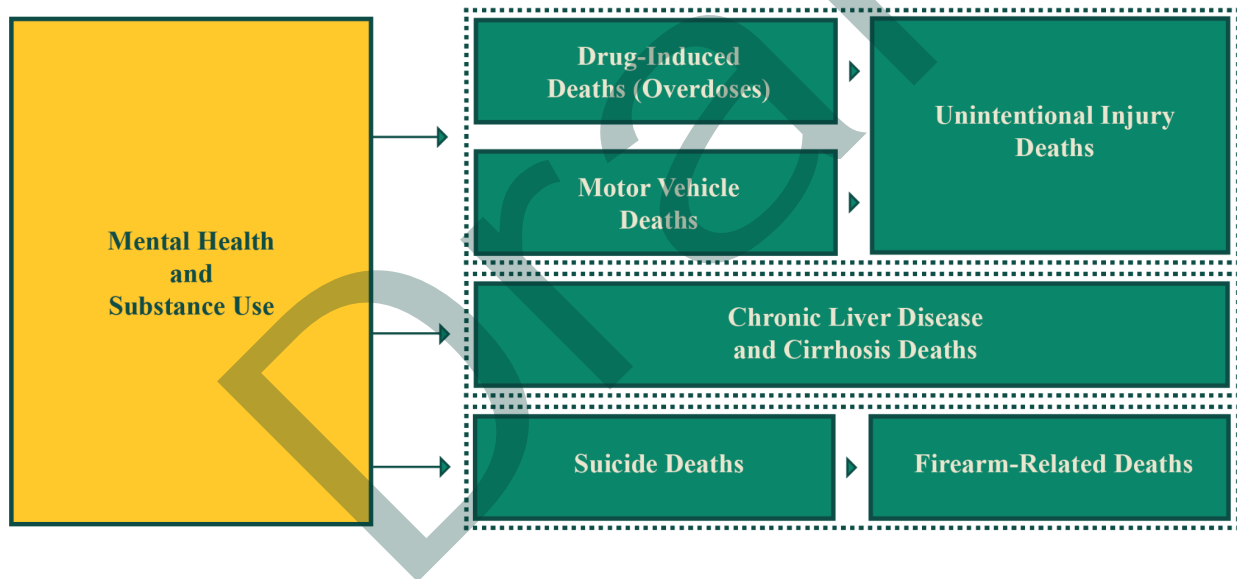 Mental Health
and
Substance Use
Drug-Induced
Deaths (Overdoses)
Motor Vehicle
Deaths
Unintentional Injury
Deaths
Chronic Liver Disease
and Cirrhosis Deaths
Suicide Deaths
Firearm-Related Deaths